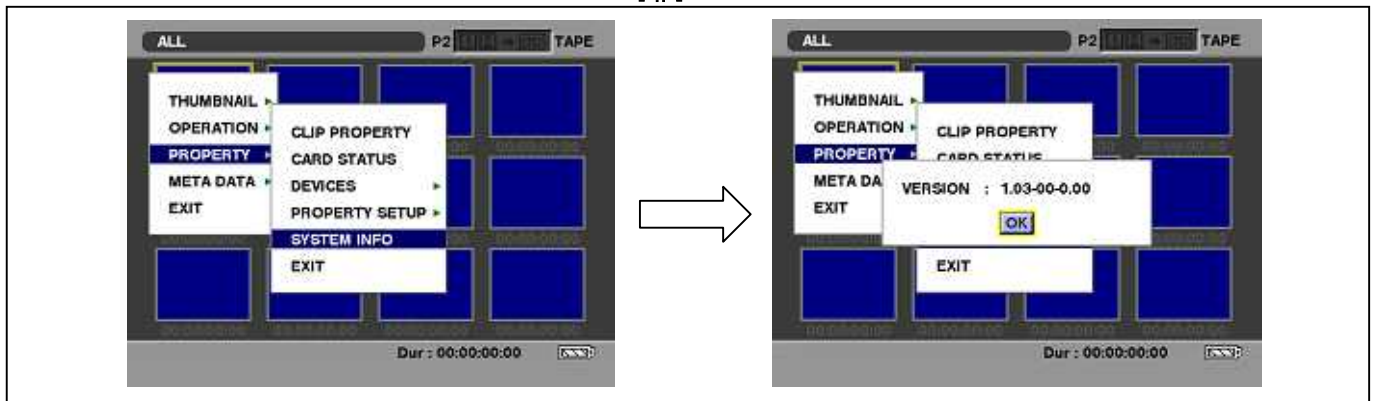 ALL
P2
TAPE
THUMBNAIL
OPERATION
PROPERTY
META DATA
EXIT
CLIP PROPERTY
CARD STATUS
DEVICES
PROPERTY SETUP
SYSTEM INFO
EXIT
Dur : 00:00:00:00
ALL
P2
TAPE
THUMBNAIL
OPERATION
PROPERTY
META DA
EXIT
CLIP PROPERTY
CARD STATUS
VERSION : 1.03-00-0.00
OK
EXIT
Dur : 00:00:00:00